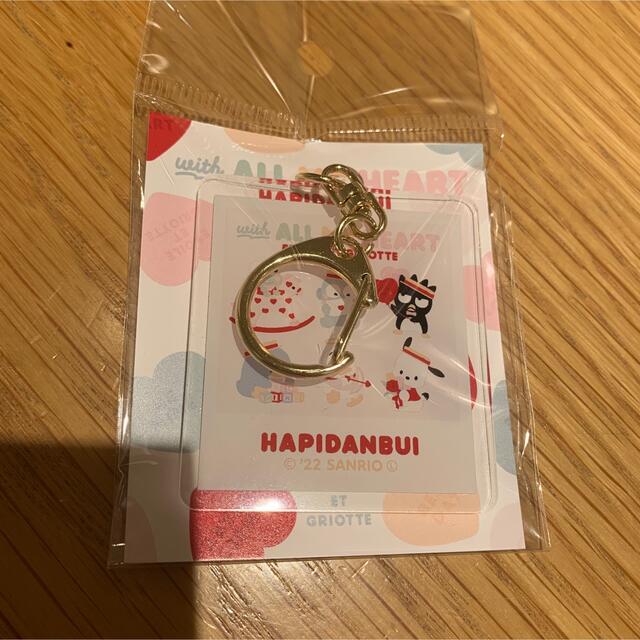 with ALL HEART
HAPIDANBUI
with ALL HEART
GRIOTTE
HAPIDANBUI
© '22 SANRIO Ⓛ
ET
GRIOTTE